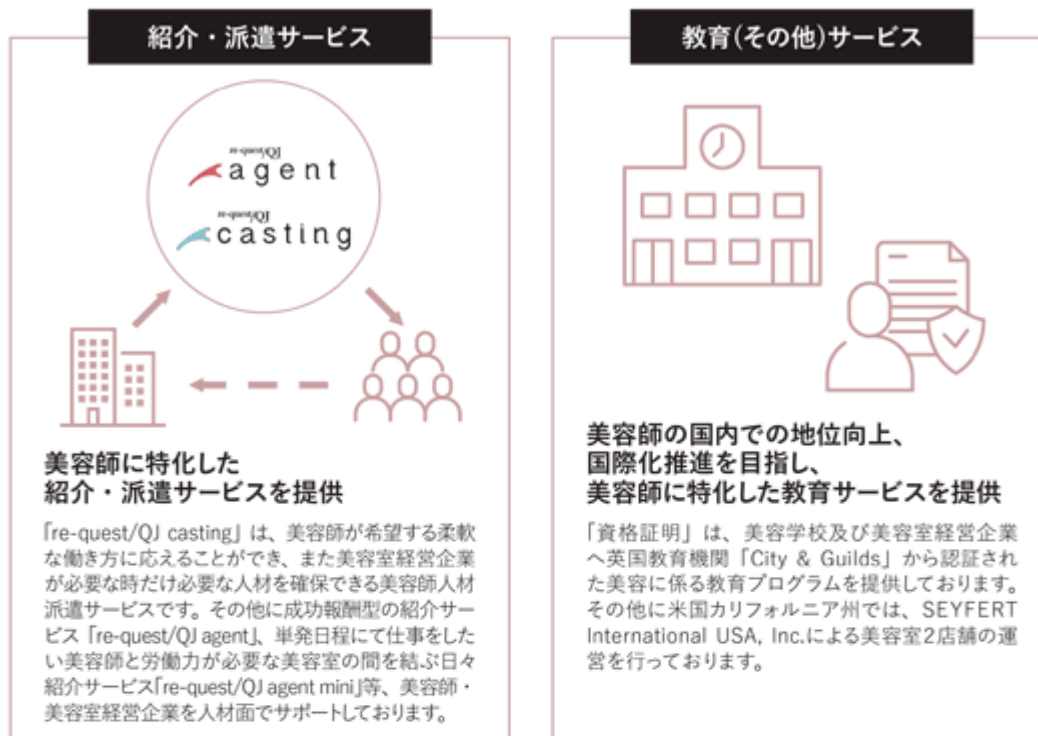 紹介・派遣サービス
re-quest/QJ
agent
re-quest/QJ
casting
美容師に特化した
紹介・派遣サービスを提供
「re-quest/QJ casting」は、美容師が希望する柔軟
な働き方に応えることができ、また美容室経営企業
が必要な時だけ必要な人材を確保できる美容師人材
派遣サービスです。その他に成功報酬型の紹介サー
ビス「re-quest/QJ agent」、単発日程にて仕事をした
い美容師と労働力が必要な美容室の間を結ぶ日々
紹介サービス「re-quest/QJ agent mini」等、美容師・
美容室経営企業を人材面でサポートしております。
教育(その他)サービス
美容師の国内での地位向上、
国際化推進を目指し、
美容師に特化した教育サービスを提供
「資格証明」は、美容学校及び美容室経営企業
へ英国教育機関「City & Guilds」から認証され
た美容に係る教育プログラムを提供しております。
その他に米国カリフォルニア州では、SEYFERT
International USA, Inc.による美容室2店舗の運
営を行っております。